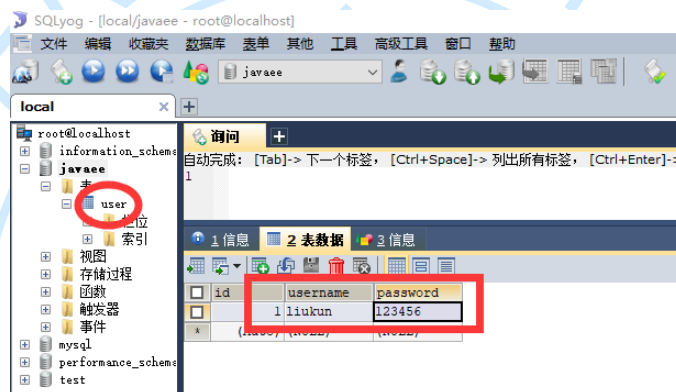 SQLyog - [local/javaee - root@localhost]
文件 编辑 收藏夹 数据库 表单 其他 工具 高级工具 窗口 帮助
javaee
local
root@localhost
information_schema
javaee
表
user
栏位
索引
视图
存储过程
函数
触发器
事件
mysql
performance_schema
test
询问
自动完成: [Tab]-> 下一个标签, [Ctrl+Space]-> 列出所有标签, [Ctrl+Enter]->
1
1 信息 2 表数据 3 信息
id username password
1 liukun 123456
* (Auto) (NULL) (NULL)